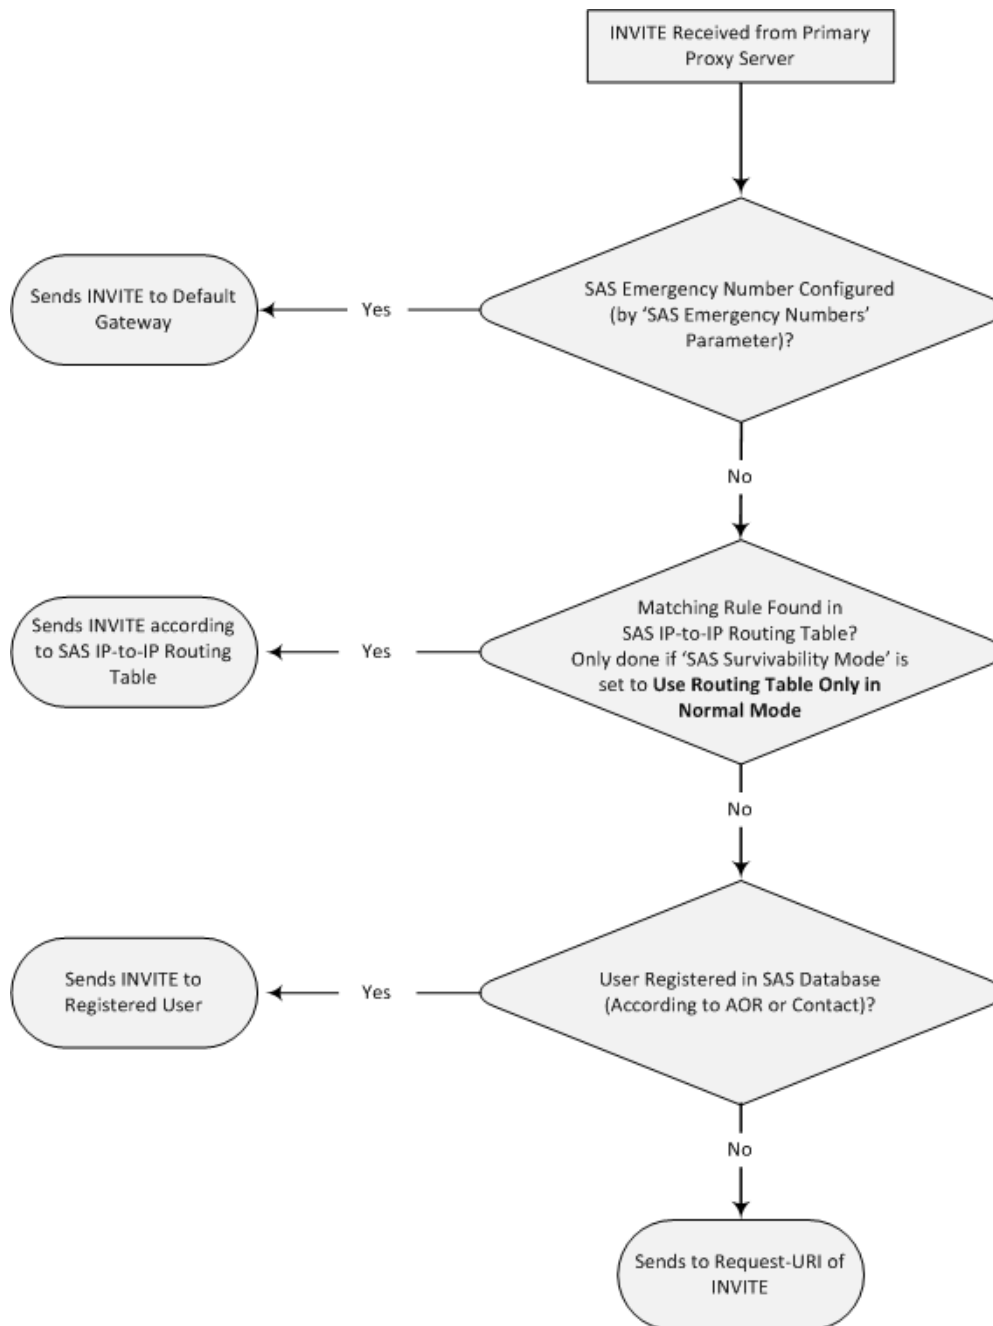 INVITE Received from Primary
Proxy Server
SAS Emergency Number Configured
(by ‘SAS Emergency Numbers’
Parameter)?
Yes
Sends INVITE to Default
Gateway
No
Matching Rule Found in
SAS IP-to-IP Routing Table?
Only done if ‘SAS Survivability Mode’ is
set to Use Routing Table Only in
Normal Mode
Yes
Sends INVITE according
to SAS IP-to-IP Routing
Table
No
User Registered in SAS Database
(According to AOR or Contact)?
Yes
Sends INVITE to
Registered User
No
Sends to Request-URI of
INVITE